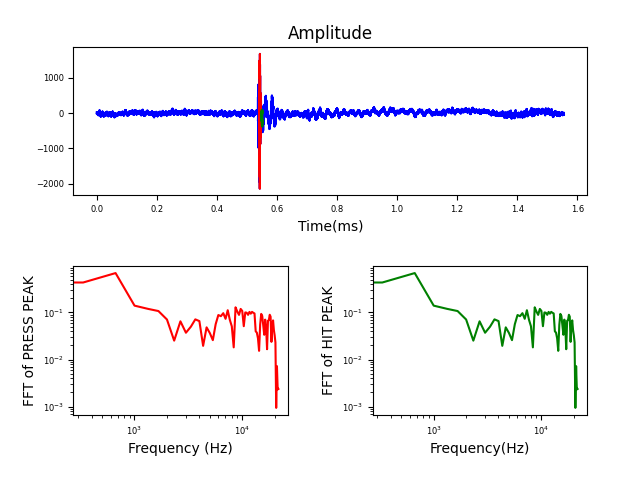 Amplitude
1000
0
−1000
−2000
0.0 0.2 0.4 0.6 0.8 1.0 1.2 1.4 1.6
Time(ms)
FFT of PRESS PEAK
10⁻¹
10⁻²
10⁻³
10³ 10⁴
Frequency (Hz)
FFT of HIT PEAK
10⁻¹
10⁻²
10⁻³
10³ 10⁴
Frequency(Hz)